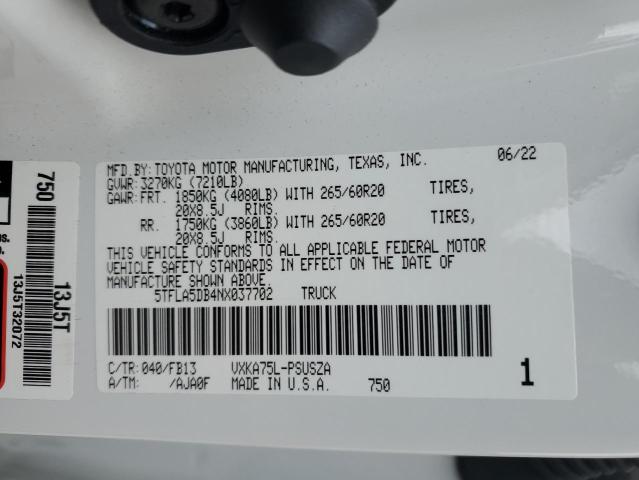 MFD.BY:TOYOTA MOTOR MANUFACTURING, TEXAS, INC. 06/22
GVWR:3270KG (7210LB)
GAWR:FRT. 1850KG (4080LB) WITH 265/60R20 TIRES,
20X8.5J RIMS.
RR. 1750KG (3860LB) WITH 265/60R20 TIRES,
20X8.5J RIMS.
THIS VEHICLE CONFORMS TO ALL APPLICABLE FEDERAL MOTOR
VEHICLE SAFETY STANDARDS IN EFFECT ON THE DATE OF
MANUFACTURE SHOWN ABOVE.
5TFLA5DB4NX037702 TRUCK
C/TR:040/FB13 VXKA75L-PSUSZA
A/TM: /AJA0F MADE IN U.S.A. 750 1
750 13J5T
13J5T32072